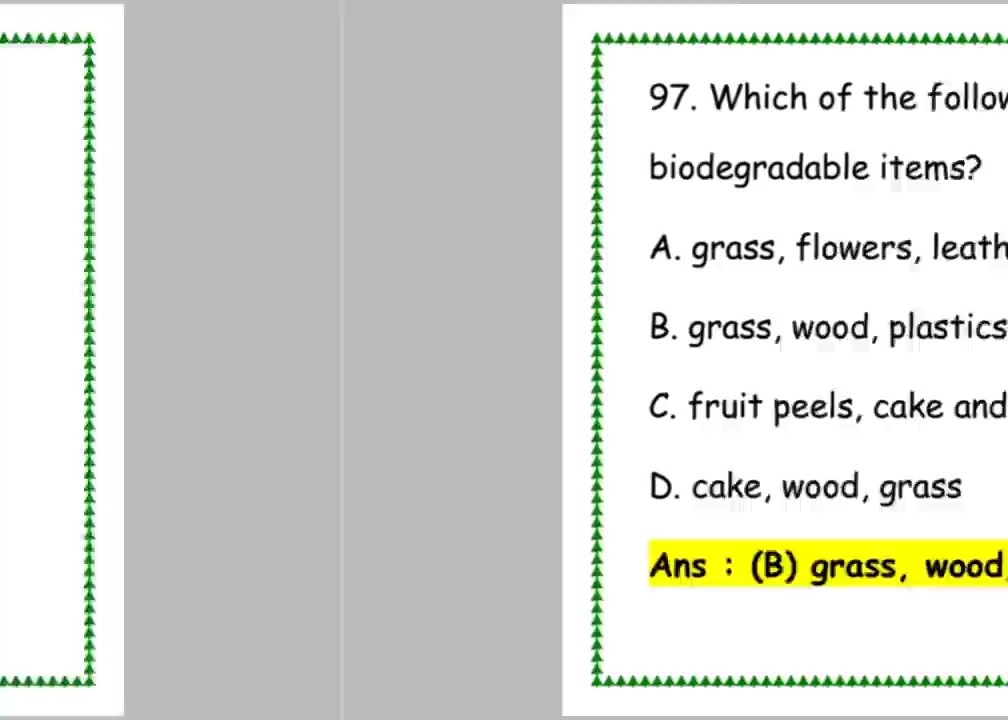 97. Which of the follow
biodegradable items?
A. grass, flowers, leath
B. grass, wood, plastics
C. fruit peels, cake and
D. cake, wood, grass
Ans : (B) grass, wood,